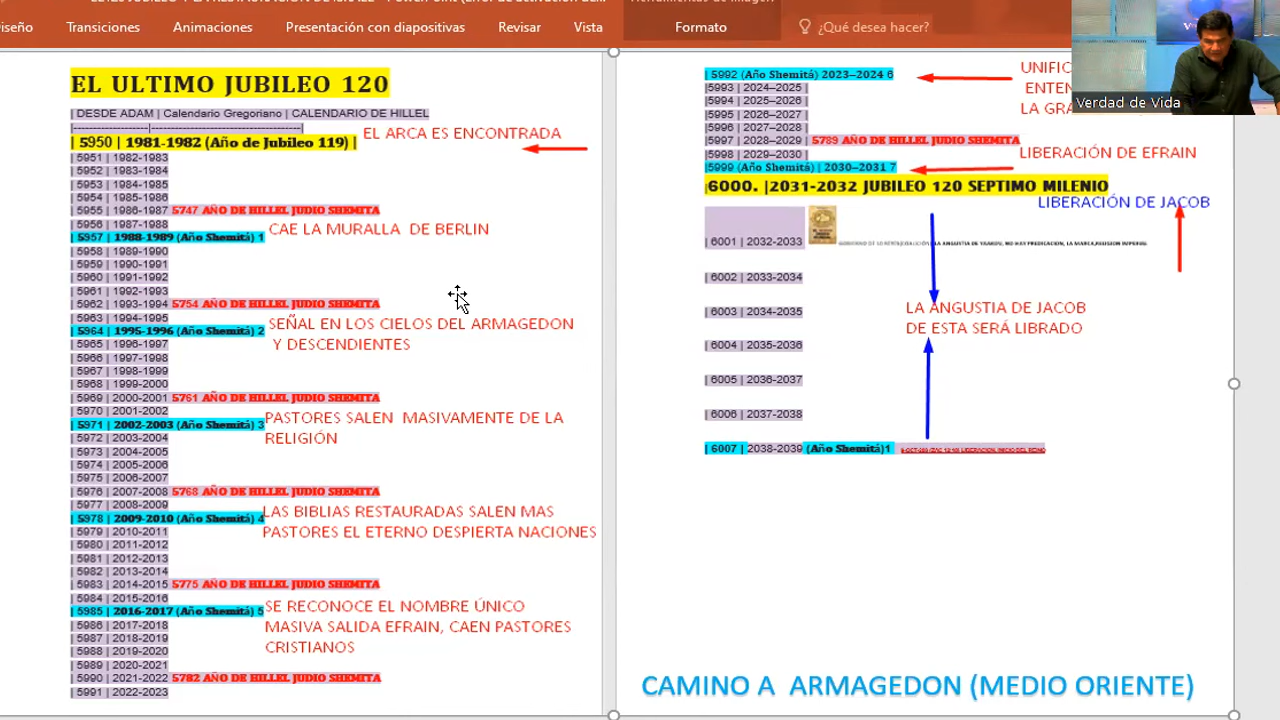 Transiciones
Animaciones
Presentación con diapositivas
Revisar
Vista
Formato
¿Qué desea hacer?
Verdad de Vida
EL ULTIMO JUBILEO 120
| DESDE ADAM | Calendario Gregoriano | CALENDARIO DE HILLEL
| 5950 | 1981-1982 (Año de Jubileo 119) |
EL ARCA ES ENCONTRADA
| 5951 | 1982-1983
| 5952 | 1983-1984
| 5953 | 1984-1985
| 5954 | 1985-1986
| 5955 | 1986-1987 5747 AÑO DE HILLEL JUDIO SHEMITA
| 5956 | 1987-1988
| 5957 | 1988-1989 (Año Shemitá) 1
CAE LA MURALLA DE BERLIN
| 5958 | 1989-1990
| 5959 | 1990-1991
| 5960 | 1991-1992
| 5961 | 1992-1993
| 5962 | 1993-1994 5754 AÑO DE HILLEL JUDIO SHEMITA
| 5963 | 1994-1995
| 5964 | 1995-1996 (Año Shemitá) 2
SEÑAL EN LOS CIELOS DEL ARMAGEDON
Y DESCENDIENTES
| 5965 | 1996-1997
| 5966 | 1997-1998
| 5967 | 1998-1999
| 5968 | 1999-2000
| 5969 | 2000-2001 5761 AÑO DE HILLEL JUDIO SHEMITA
| 5970 | 2001-2002
| 5971 | 2002-2003 (Año Shemitá) 3
PASTORES SALEN MASIVAMENTE DE LA
RELIGIÓN
| 5972 | 2003-2004
| 5973 | 2004-2005
| 5974 | 2005-2006
| 5975 | 2006-2007
| 5976 | 2007-2008 5768 AÑO DE HILLEL JUDIO SHEMITA
| 5977 | 2008-2009
| 5978 | 2009-2010 (Año Shemitá) 4
LAS BIBLIAS RESTAURADAS SALEN MAS
PASTORES EL ETERNO DESPIERTA NACIONES
| 5979 | 2010-2011
| 5980 | 2011-2012
| 5981 | 2012-2013
| 5982 | 2013-2014
| 5983 | 2014-2015 5775 AÑO DE HILLEL JUDIO SHEMITA
| 5984 | 2015-2016
| 5985 | 2016-2017 (Año Shemitá) 5
SE RECONOCE EL NOMBRE ÚNICO
MASIVA SALIDA EFRAIN, CAEN PASTORES
CRISTIANOS
| 5986 | 2017-2018
| 5987 | 2018-2019
| 5988 | 2019-2020
| 5989 | 2020-2021
| 5990 | 2021-2022 5782 AÑO DE HILLEL JUDIO SHEMITA
| 5991 | 2022-2023
| 5992 (Año Shemitá) 2023–2024 6
|5993 | 2024–2025 |
|5994 | 2025–2026 |
|5995 | 2026–2027 |
|5996 | 2027–2028 |
|5997 | 2028–2029 | 5789 AÑO DE HILLEL JUDIO SHEMITA
|5998 | 2029–2030 |
|5999 (Año Shemitá) | 2030–2031 7
LIBERACIÓN DE EFRAIN
|6000. |2031-2032 JUBILEO 120 SEPTIMO MILENIO
LIBERACIÓN DE JACOB
| 6001 | 2032-2033
LA ANGUSTIA DE YAAKOV, NO HAY PREDICACION, LA MARCA,RELIGION IMPERIAL
| 6002 | 2033-2034
| 6003 | 2034-2035
LA ANGUSTIA DE JACOB
DE ESTA SERÁ LIBRADO
| 6004 | 2035-2036
| 6005 | 2036-2037
| 6006 | 2037-2038
| 6007 | 2038-2039 (Año Shemitá)1
CAMINO A ARMAGEDON (MEDIO ORIENTE)